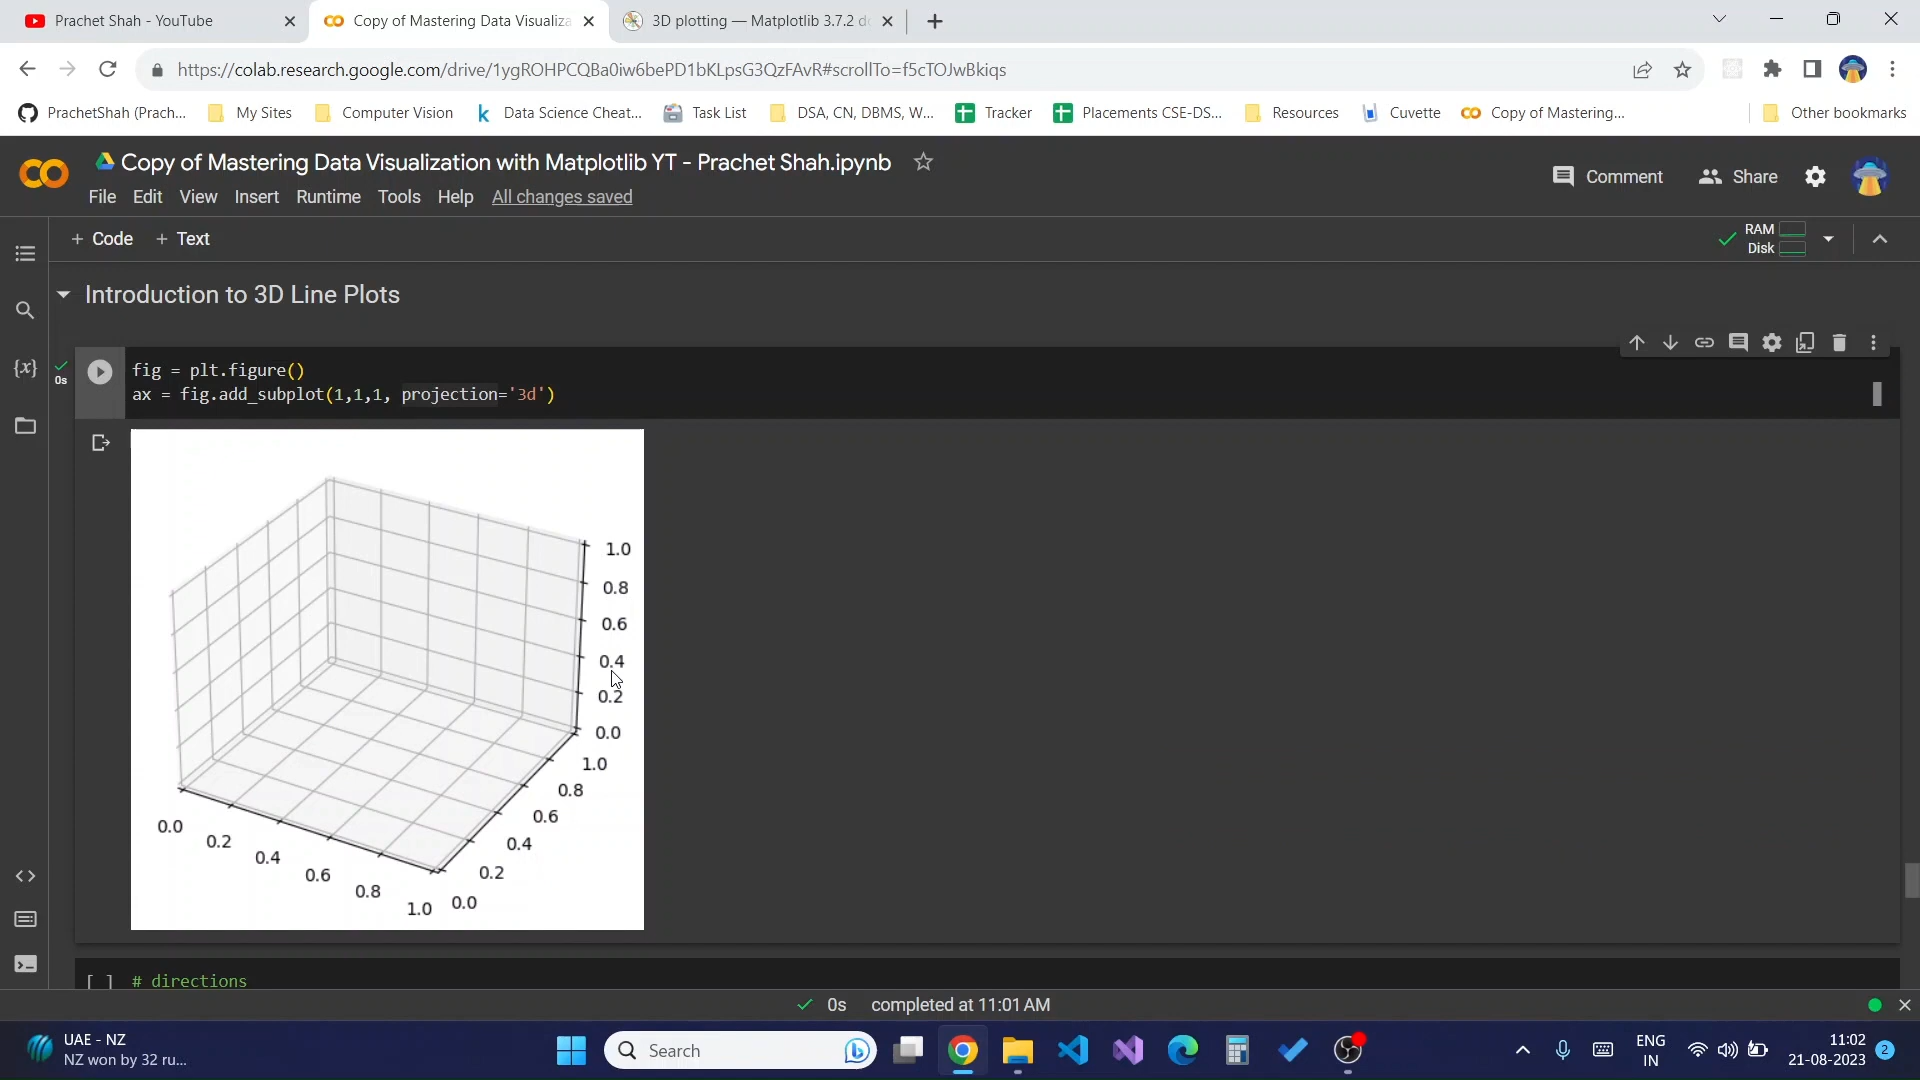 Prachet Shah - YouTube
Copy of Mastering Data Visualiza
3D plotting — Matplotlib 3.7.2 d
https://colab.research.google.com/drive/1ygROHPCQBa0iw6bePD1bKLpsG3QzFAvR#scrollTo=f5cTOJwBkiqs
PrachetShah (Prach... My Sites Computer Vision Data Science Cheat... Task List DSA, CN, DBMS, W... Tracker Placements CSE-DS... Resources Cuvette Copy of Mastering... Other bookmarks
Copy of Mastering Data Visualization with Matplotlib YT - Prachet Shah.ipynb
Comment Share
File Edit View Insert Runtime Tools Help All changes saved
+ Code + Text
RAM
Disk
Introduction to 3D Line Plots
{x}
0s
fig = plt.figure()
ax = fig.add_subplot(1,1,1, projection='3d')
1.0
0.8
0.6
0.4
0.2
0.0
1.0
0.8
0.6
0.4
0.2
0.0
0.0
0.2
0.4
0.6
0.8
1.0
[ ] # directions
0s completed at 11:01 AM
UAE - NZ
NZ won by 32 ru...
Search
ENG
IN
11:02
21-08-2023
2